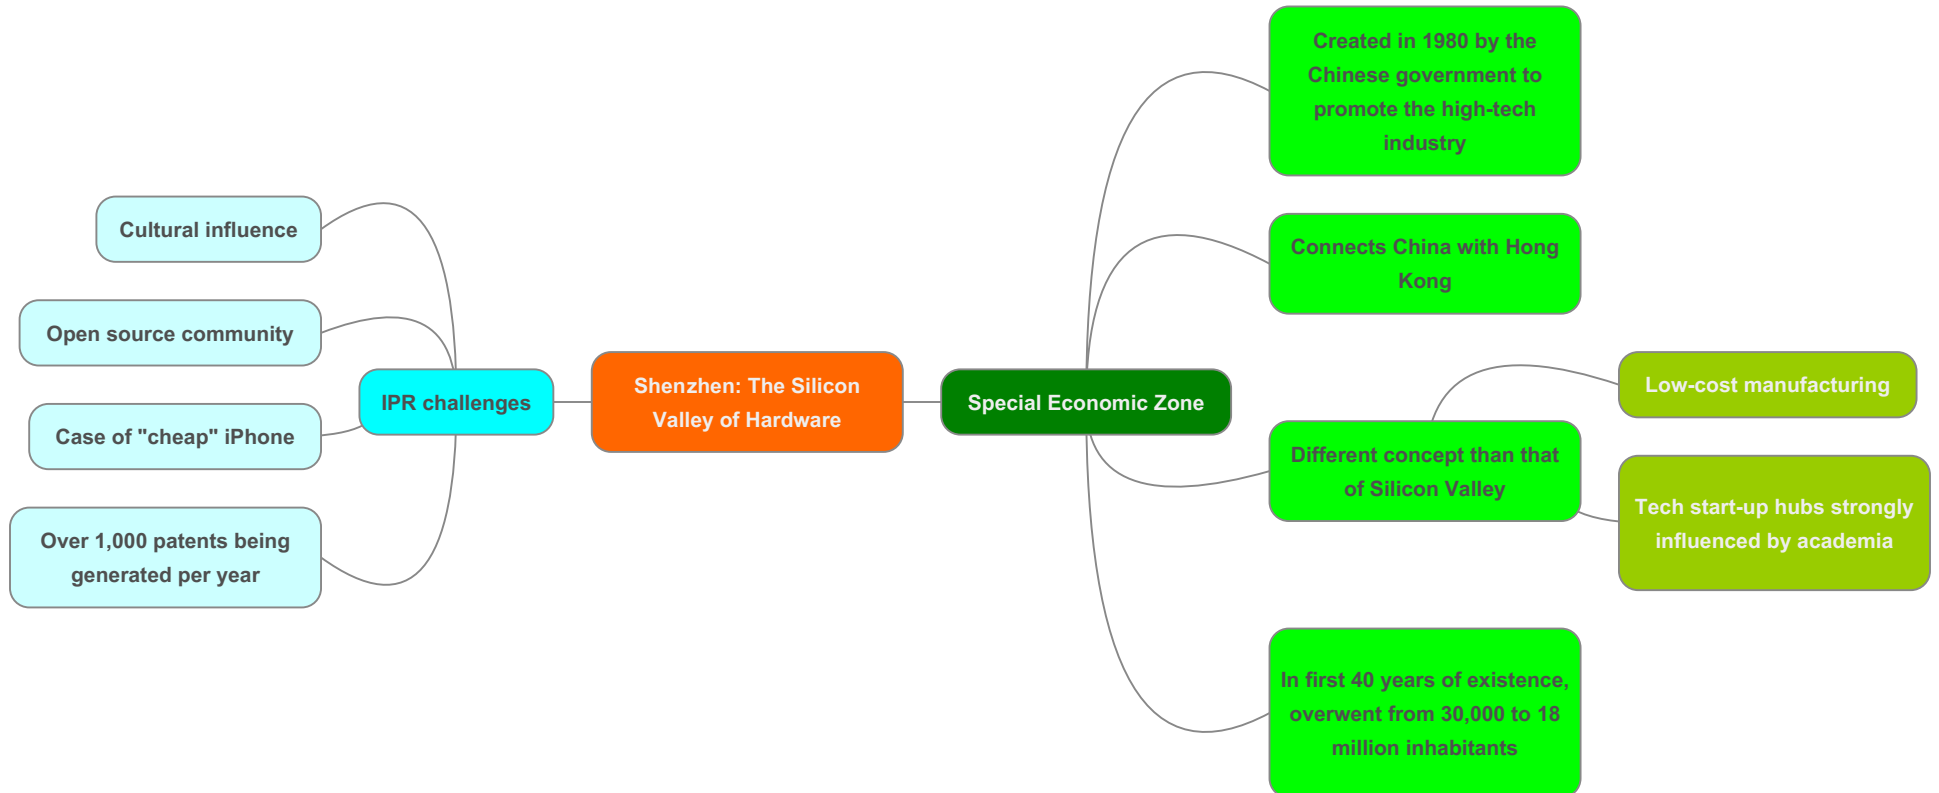 Shenzhen: The Silicon
Valley of Hardware
IPR challenges
Cultural influence
Open source community
Case of "cheap" iPhone
Over 1,000 patents being
generated per year
Special Economic Zone
Created in 1980 by the
Chinese government to
promote the high-tech
industry
Connects China with Hong
Kong
Different concept than that
of Silicon Valley
Low-cost manufacturing
Tech start-up hubs strongly
influenced by academia
In first 40 years of existence,
overwent from 30,000 to 18
million inhabitants